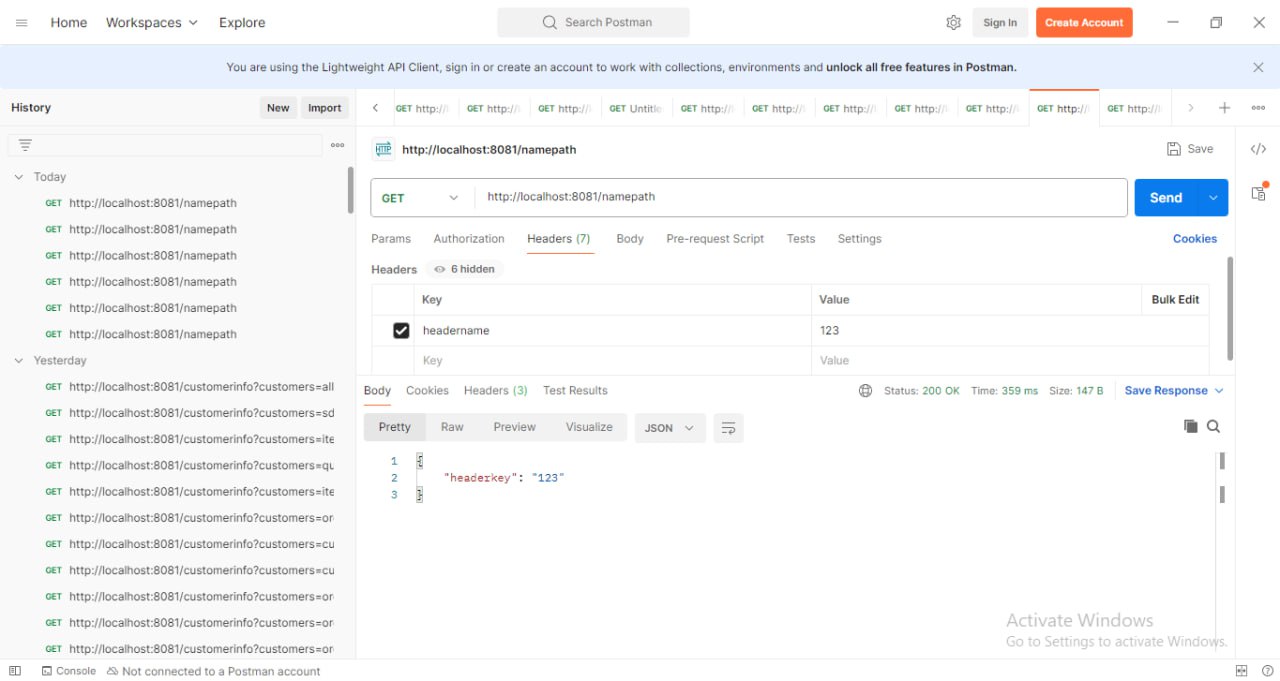 Home Workspaces Explore Search Postman Sign In Create Account
You are using the Lightweight API Client, sign in or create an account to work with collections, environments and unlock all free features in Postman.
History New Import
GET http:// GET http:// GET http:// GET Untitle GET http:// GET http:// GET http:// GET http:// GET http:// GET http:// GET http://
HTTP http://localhost:8081/namepath Save
Today
GET http://localhost:8081/namepath
GET http://localhost:8081/namepath
GET http://localhost:8081/namepath
GET http://localhost:8081/namepath
GET http://localhost:8081/namepath
GET http://localhost:8081/namepath
Yesterday
GET http://localhost:8081/customerinfo?customers=all
GET http://localhost:8081/customerinfo?customers=sd
GET http://localhost:8081/customerinfo?customers=ite
GET http://localhost:8081/customerinfo?customers=qu
GET http://localhost:8081/customerinfo?customers=ite
GET http://localhost:8081/customerinfo?customers=or
GET http://localhost:8081/customerinfo?customers=cu
GET http://localhost:8081/customerinfo?customers=cu
GET http://localhost:8081/customerinfo?customers=or
GET http://localhost:8081/customerinfo?customers=or
GET http://localhost:8081/customerinfo?customers=or
GET http://localhost:8081/namepath Send
Params Authorization Headers (7) Body Pre-request Script Tests Settings Cookies
Headers 6 hidden
Key Value Bulk Edit
headername 123
Key Value
Body Cookies Headers (3) Test Results Status: 200 OK Time: 359 ms Size: 147 B Save Response
Pretty Raw Preview Visualize JSON
1 {
2 "headerkey": "123"
3 }
Activate Windows
Go to Settings to activate Windows.
Console Not connected to a Postman account